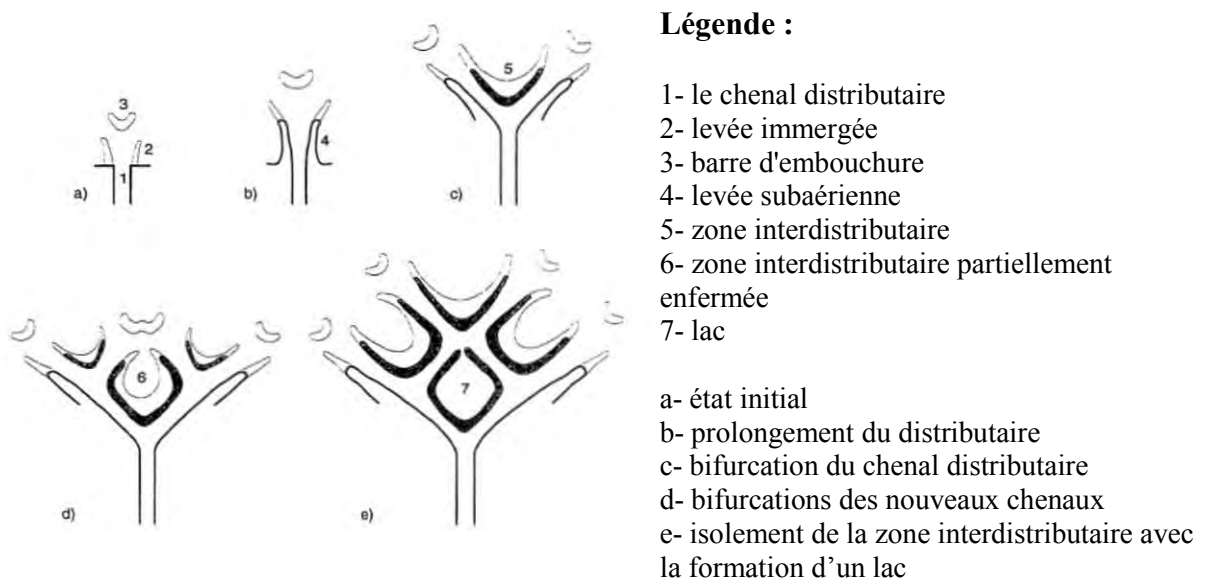 3
2
1
a)
4
b)
5
c)
6
d)
7
e)
Légende :
1- le chenal distributaire
2- levée immergée
3- barre d'embouchure
4- levée subaérienne
5- zone interdistributaire
6- zone interdistributaire partiellement
enfermée
7- lac
a- état initial
b- prolongement du distributaire
c- bifurcation du chenal distributaire
d- bifurcations des nouveaux chenaux
e- isolement de la zone interdistributaire avec
la formation d’un lac